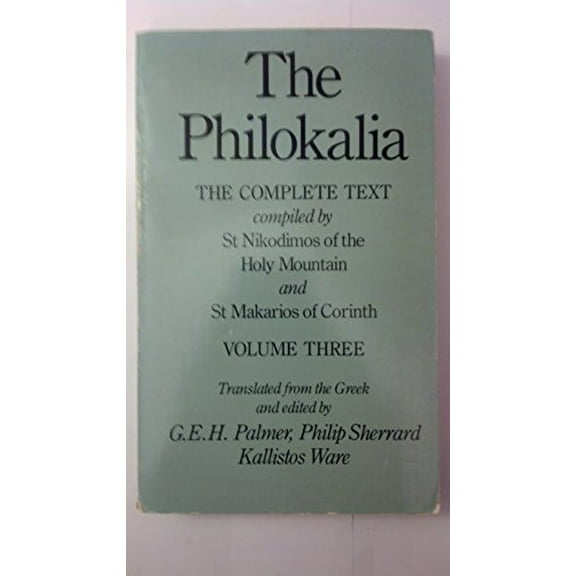 The
Philokalia
THE COMPLETE TEXT
compiled by
St Nikodimos of the
Holy Mountain
and
St Makarios of Corinth
VOLUME THREE
Translated from the Greek
and edited by
G.E.H. Palmer, Philip Sherrard
Kallistos Ware